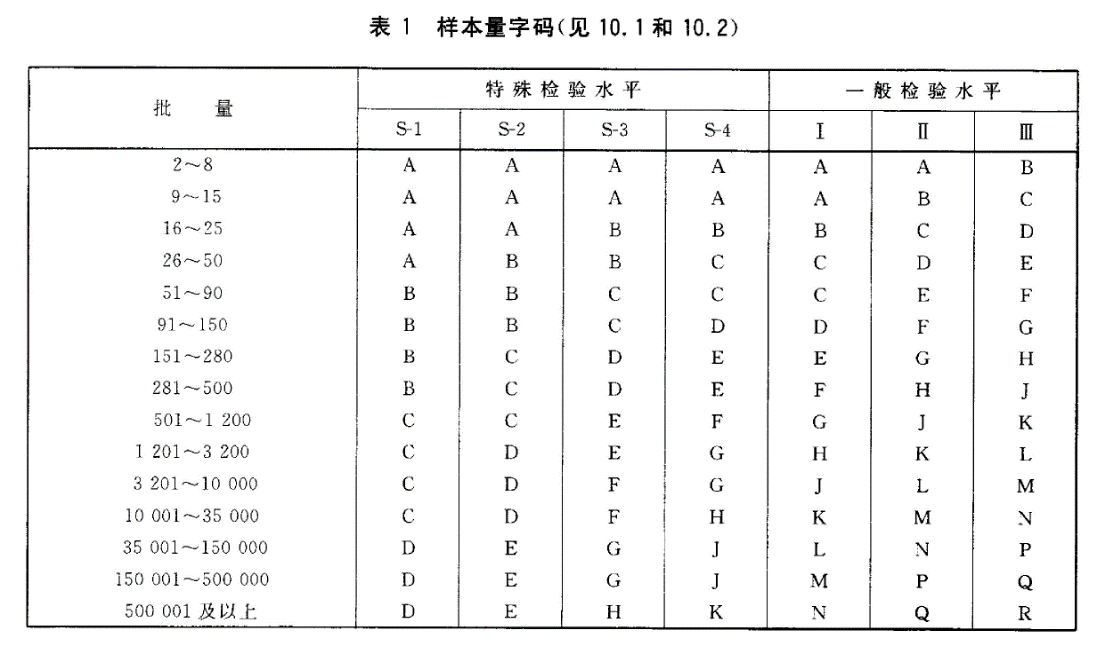 表 1 样本量字码(见 10.1 和 10.2)
批 量 特殊检验水平 一般检验水平
S-1 S-2 S-3 S-4 Ⅰ Ⅱ Ⅲ
2～8 A A A A A A B
9～15 A A A A A B C
16～25 A A B B B C D
26～50 A B B C C D E
51～90 B B C C C E F
91～150 B B C D D F G
151～280 B C D E E G H
281～500 B C D E F H J
501～1 200 C C E F G J K
1 201～3 200 C D E G H K L
3 201～10 000 C D F G J L M
10 001～35 000 C D F H K M N
35 001～150 000 D E G J L N P
150 001～500 000 D E G J M P Q
500 001 及以上 D E H K N Q R